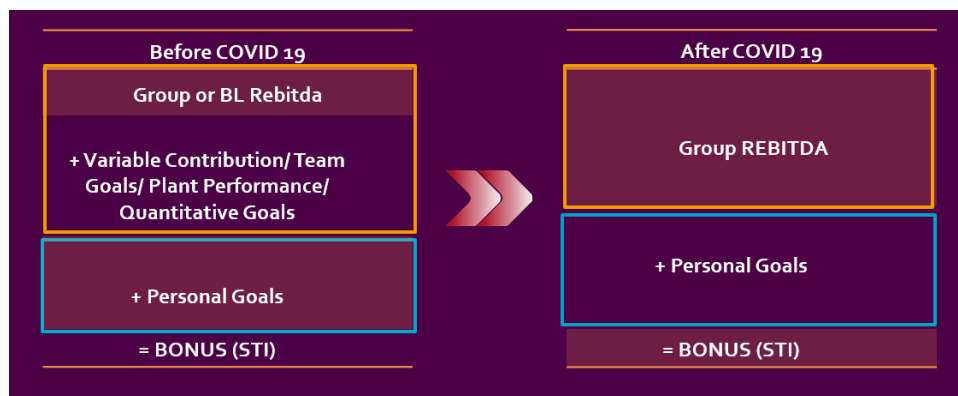 Before COVID 19
Group or BL Rebitda
+ Variable Contribution/ Team
Goals/ Plant Performance/
Quantitative Goals
+ Personal Goals
= BONUS (STI)
After COVID 19
Group REBITDA
+ Personal Goals
= BONUS (STI)